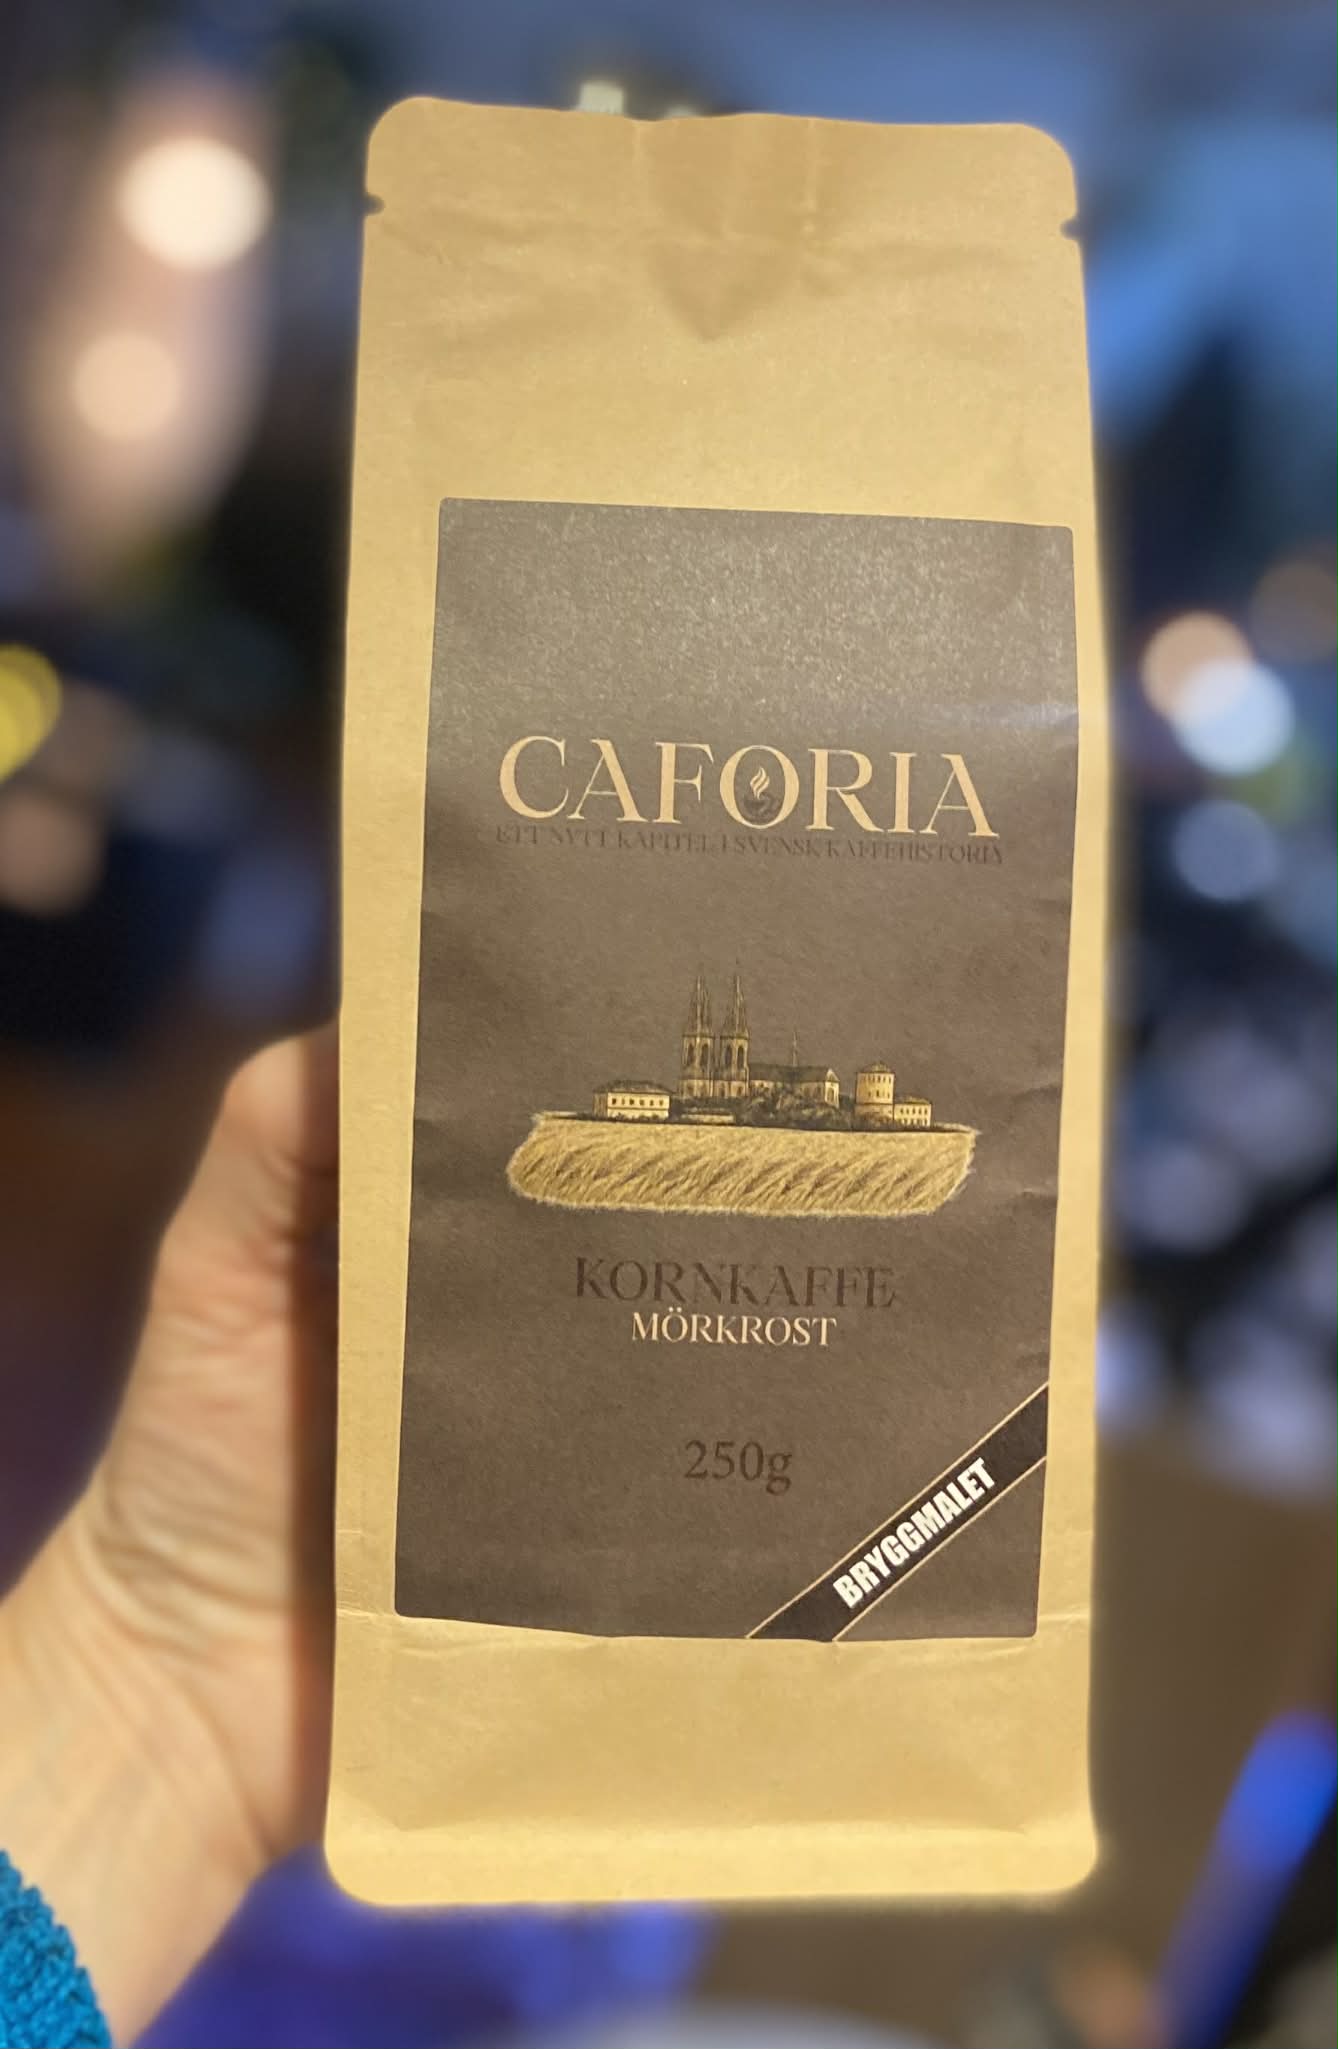 CAFORIA
ETT NYTT KAPITEL I SVENSK KAFFEHISTORIA
KORNKAFFE
MÖRKROST
250g
BRYGGMALET